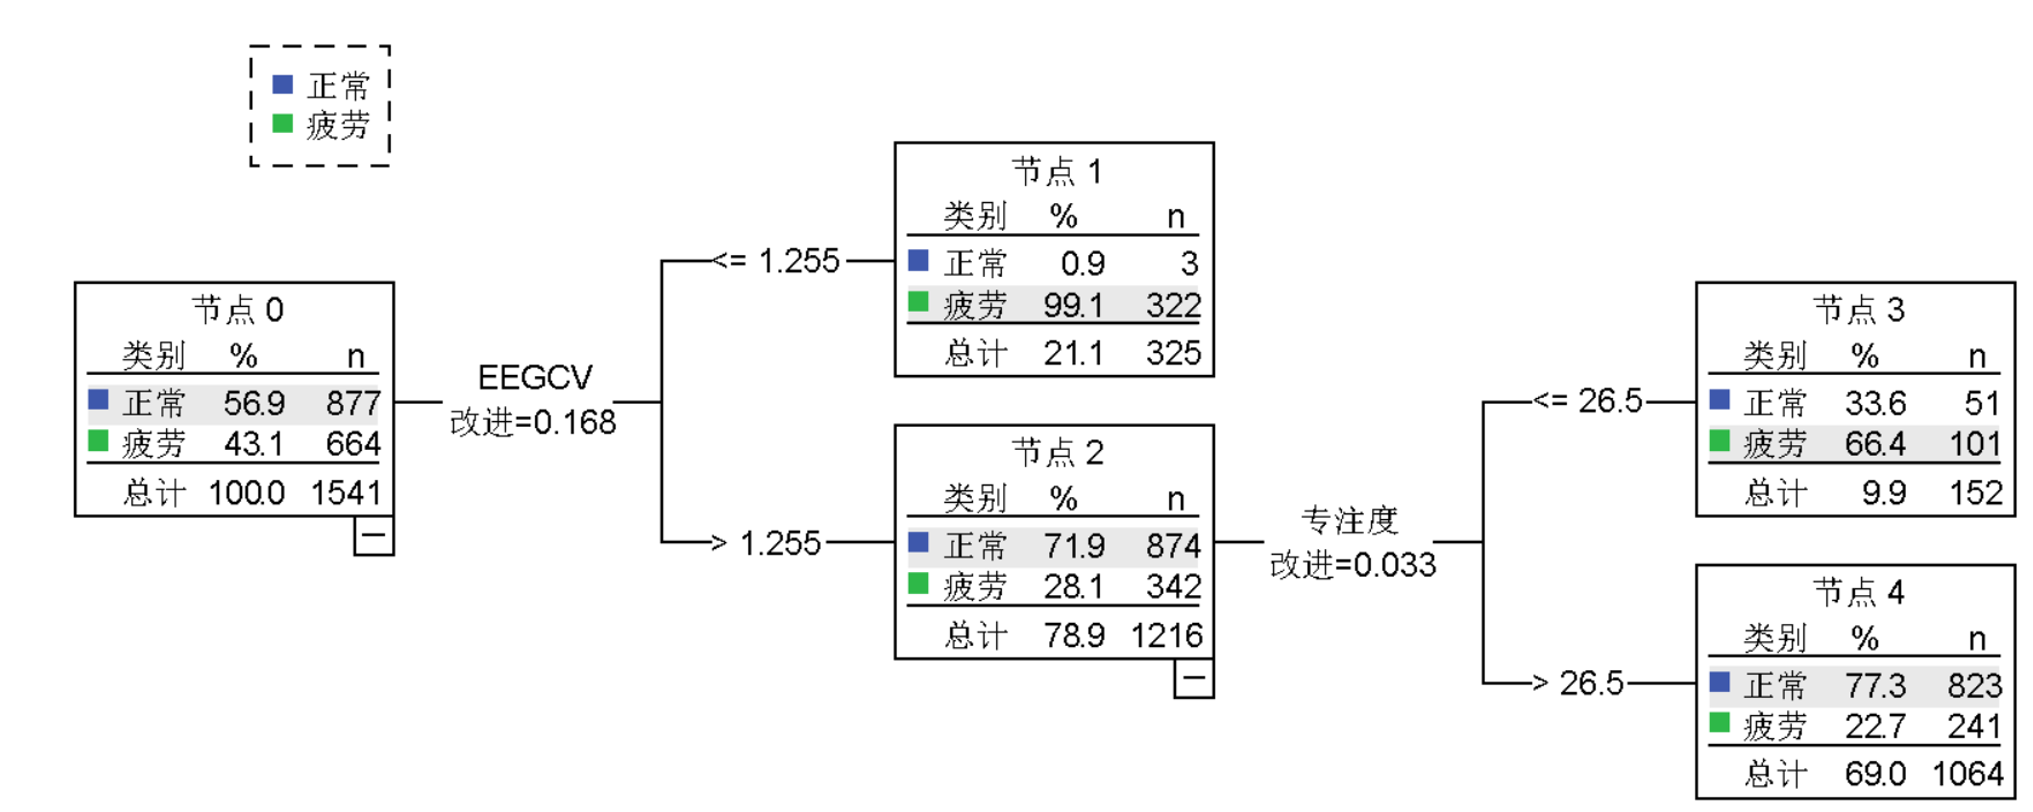 正常
疲劳
节点 0
类别 % n
正常 56.9 877
疲劳 43.1 664
总计 100.0 1541
EEGCV
改进=0.168
<= 1.255
> 1.255
节点 1
类别 % n
正常 0.9 3
疲劳 99.1 322
总计 21.1 325
节点 2
类别 % n
正常 71.9 874
疲劳 28.1 342
总计 78.9 1216
专注度
改进=0.033
<= 26.5
> 26.5
节点 3
类别 % n
正常 33.6 51
疲劳 66.4 101
总计 9.9 152
节点 4
类别 % n
正常 77.3 823
疲劳 22.7 241
总计 69.0 1064